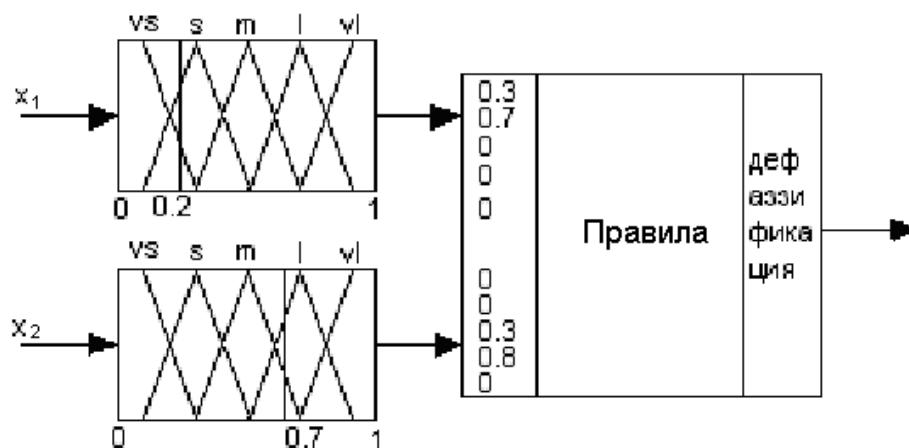 vs s m l vl
x₁
0 0.2 1
vs s m l vl
x₂
0 0.7 1
0.3
0.7
0
0
0
0
0
0.3
0.8
0
Правила
деф
аззи
фика
ция